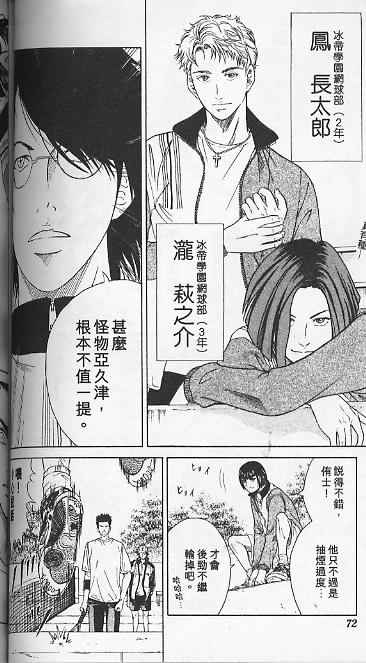 冰帝學園網球部（2年）
鳳 長太郎
冰帝學園網球部（3年）
瀧 萩之介
甚麼
怪物亞久津，
根本不值一提。
說得不錯，
侑士！
他只不過是
抽煙過度…
才會
後勁不繼
輸掉吧。
哈哈…
72